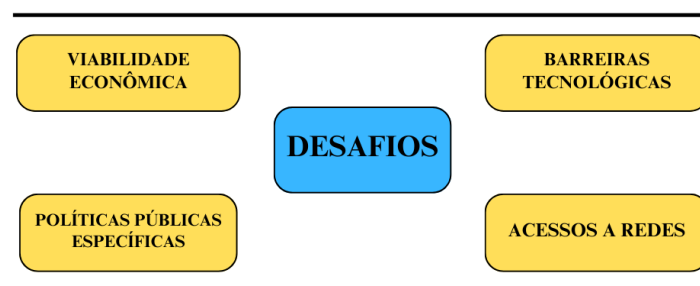 VIABILIDADE
ECONÔMICA
BARREIRAS
TECNOLÓGICAS
DESAFIOS
POLÍTICAS PÚBLICAS
ESPECÍFICAS
ACESSOS A REDES